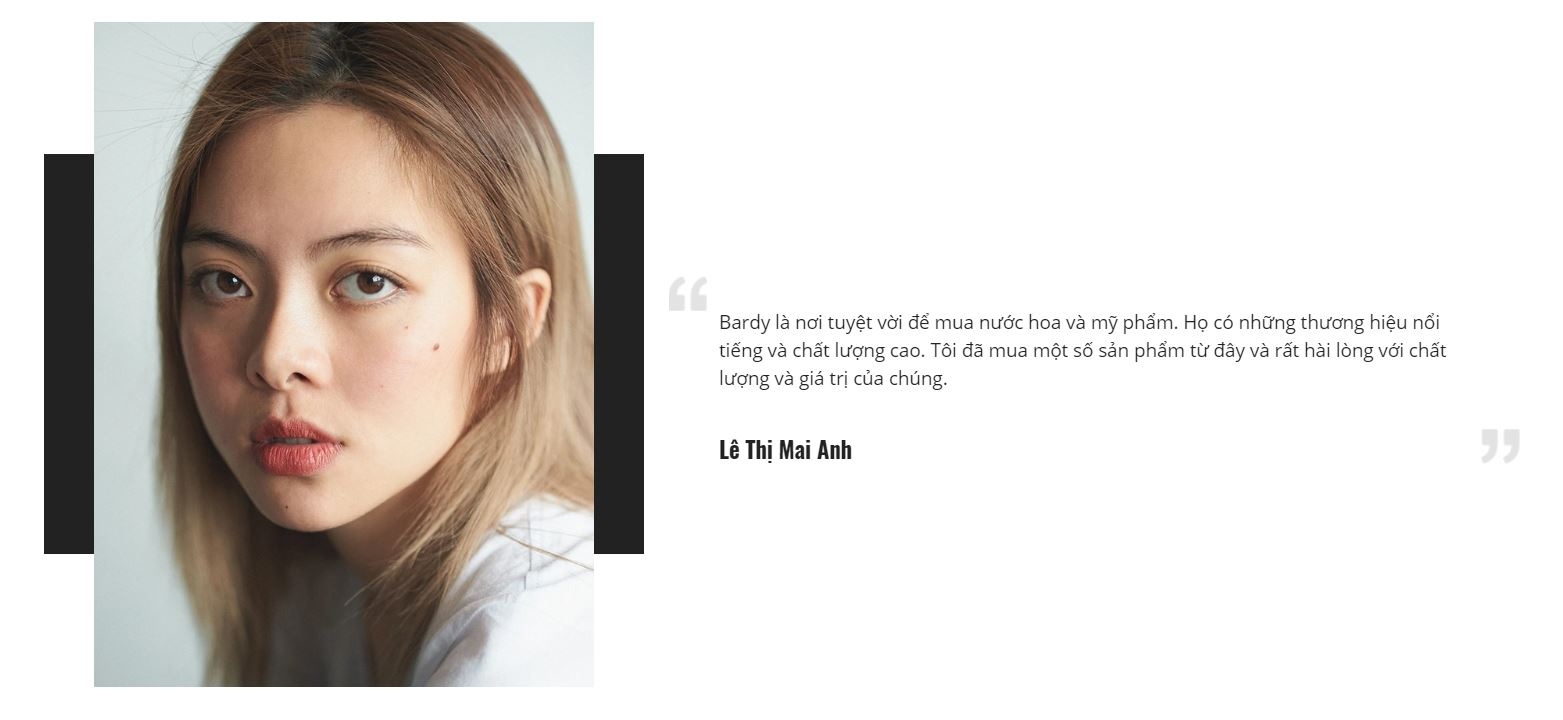 “
Bardy là nơi tuyệt vời để mua nước hoa và mỹ phẩm. Họ có những thương hiệu nổi
tiếng và chất lượng cao. Tôi đã mua một số sản phẩm từ đây và rất hài lòng với chất
lượng và giá trị của chúng.
Lê Thị Mai Anh
”